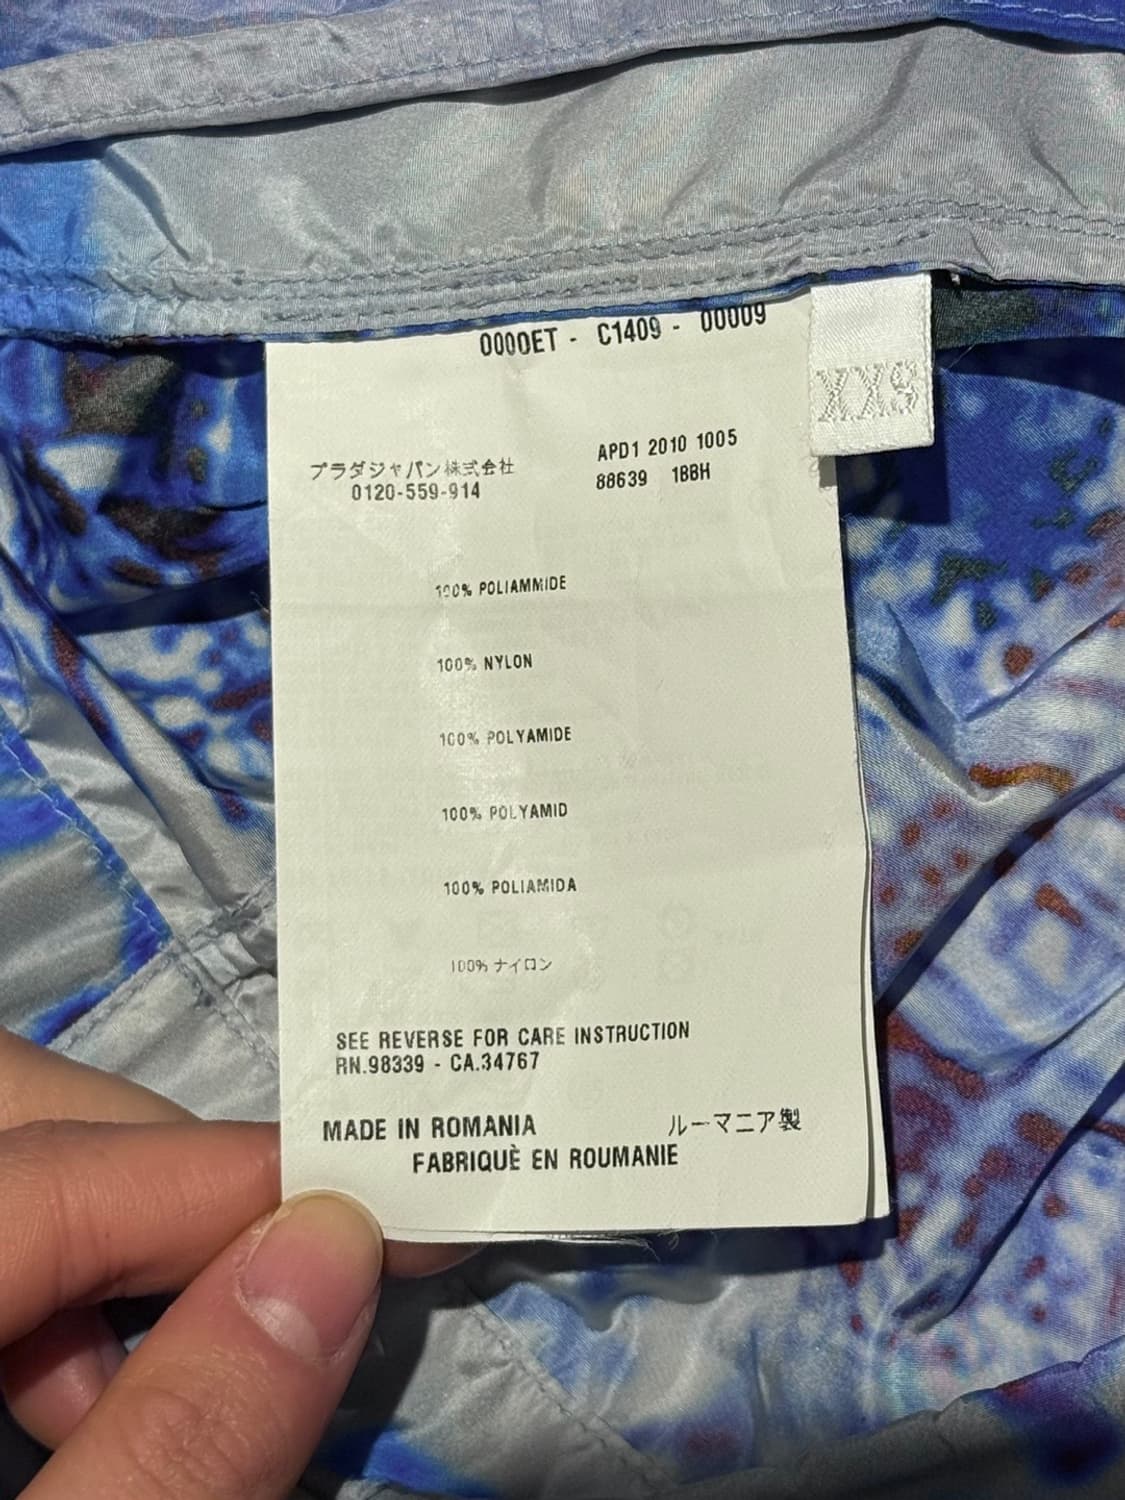 0000ET - C1409 - 00009
XXS
プラダジャパン株式会社
0120-559-914
APD1 2010 1005
88639 1BBH
100% POLIAMMIDE
100% NYLON
100% POLYAMIDE
100% POLYAMID
100% POLIAMIDA
100% ナイロン
SEE REVERSE FOR CARE INSTRUCTION
RN.98339 - CA.34767
MADE IN ROMANIA
ルーマニア製
FABRIQUÈ EN ROUMANIE